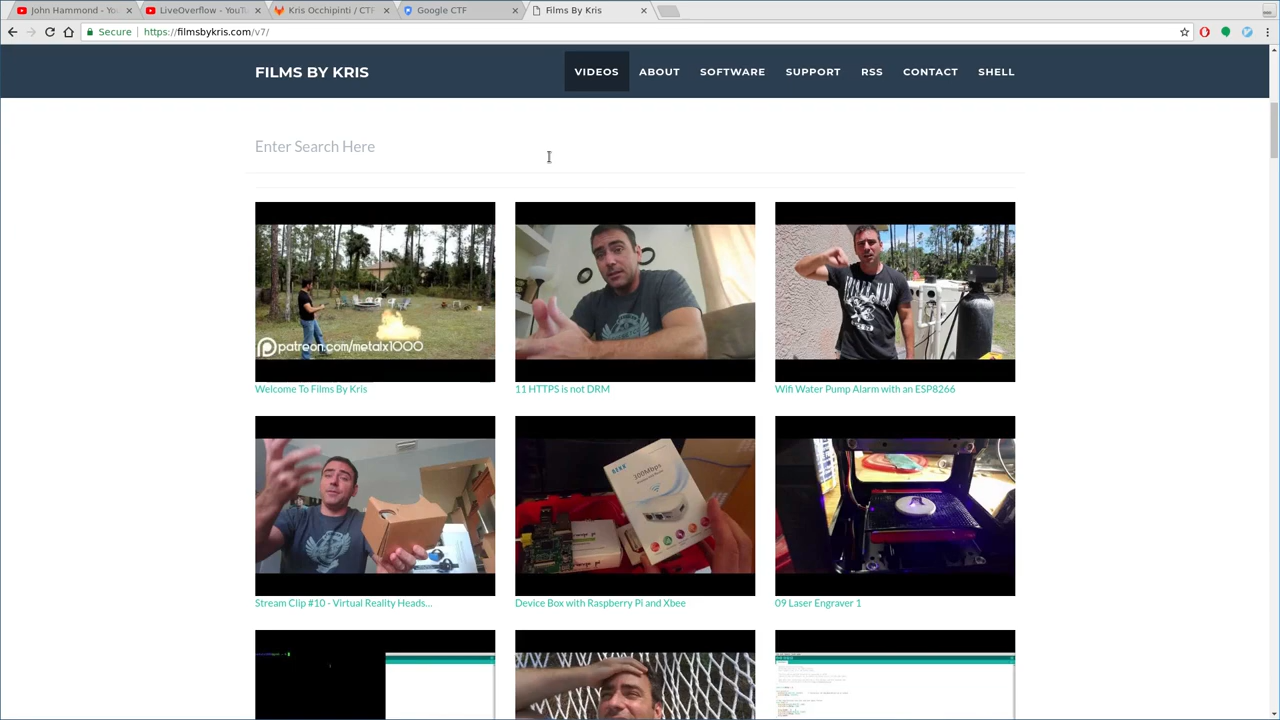 John Hammond - Yo
LiveOverflow - YouT
Kris Occhipinti / CTF
Google CTF
Films By Kris
Secure
https://filmsbykris.com/v7/
FILMS BY KRIS
VIDEOS
ABOUT
SOFTWARE
SUPPORT
RSS
CONTACT
SHELL
Enter Search Here
patreon.com/metalx1000
Welcome To Films By Kris
11 HTTPS is not DRM
Wifi Water Pump Alarm with an ESP8266
300Mbps
Stream Clip #10 - Virtual Reality Heads...
Device Box with Raspberry Pi and Xbee
09 Laser Engraver 1